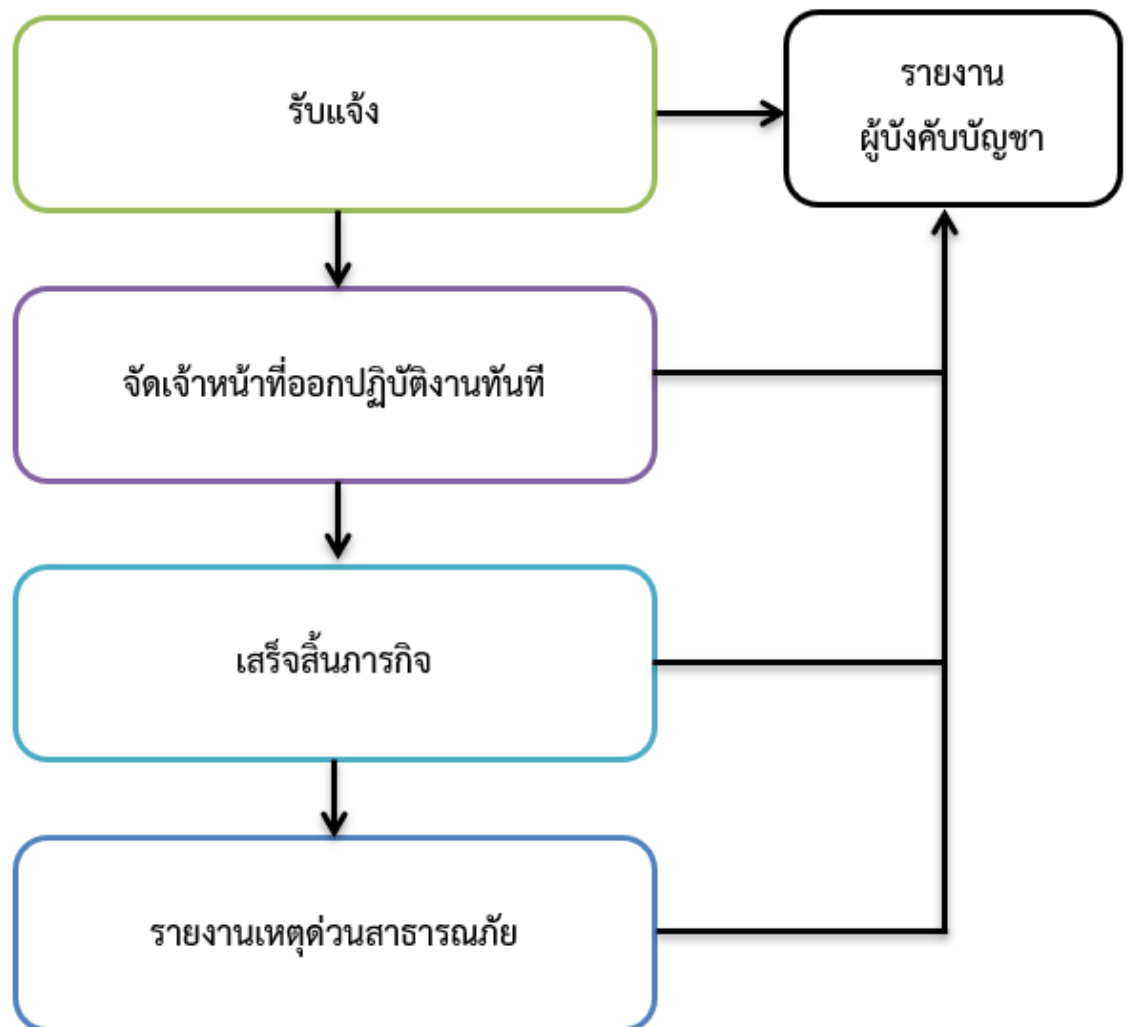 รับแจ้ง
รายงาน
ผู้บังคับบัญชา
จัดเจ้าหน้าที่ออกปฏิบัติงานทันที
เสร็จสิ้นภารกิจ
รายงานเหตุด่วนสาธารณภัย